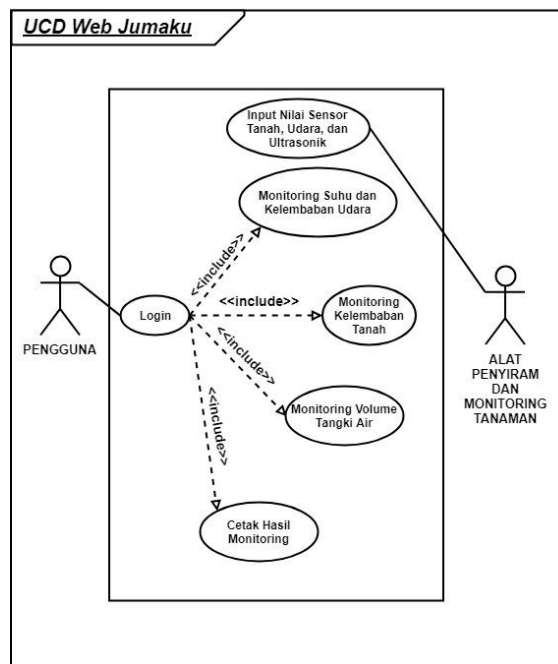 UCD Web Jumaku
Input Nilai Sensor
Tanah, Udara, dan
Ultrasonik
Monitoring Suhu dan
Kelembaban Udara
<<include>>
<<include>>
Monitoring
Kelembaban
Tanah
Login
PENGGUNA
ALAT
PENYIRAM
DAN
MONITORING
TANAMAN
<<include>>
Monitoring Volume
Tangki Air
<<include>>
Cetak Hasil
Monitoring